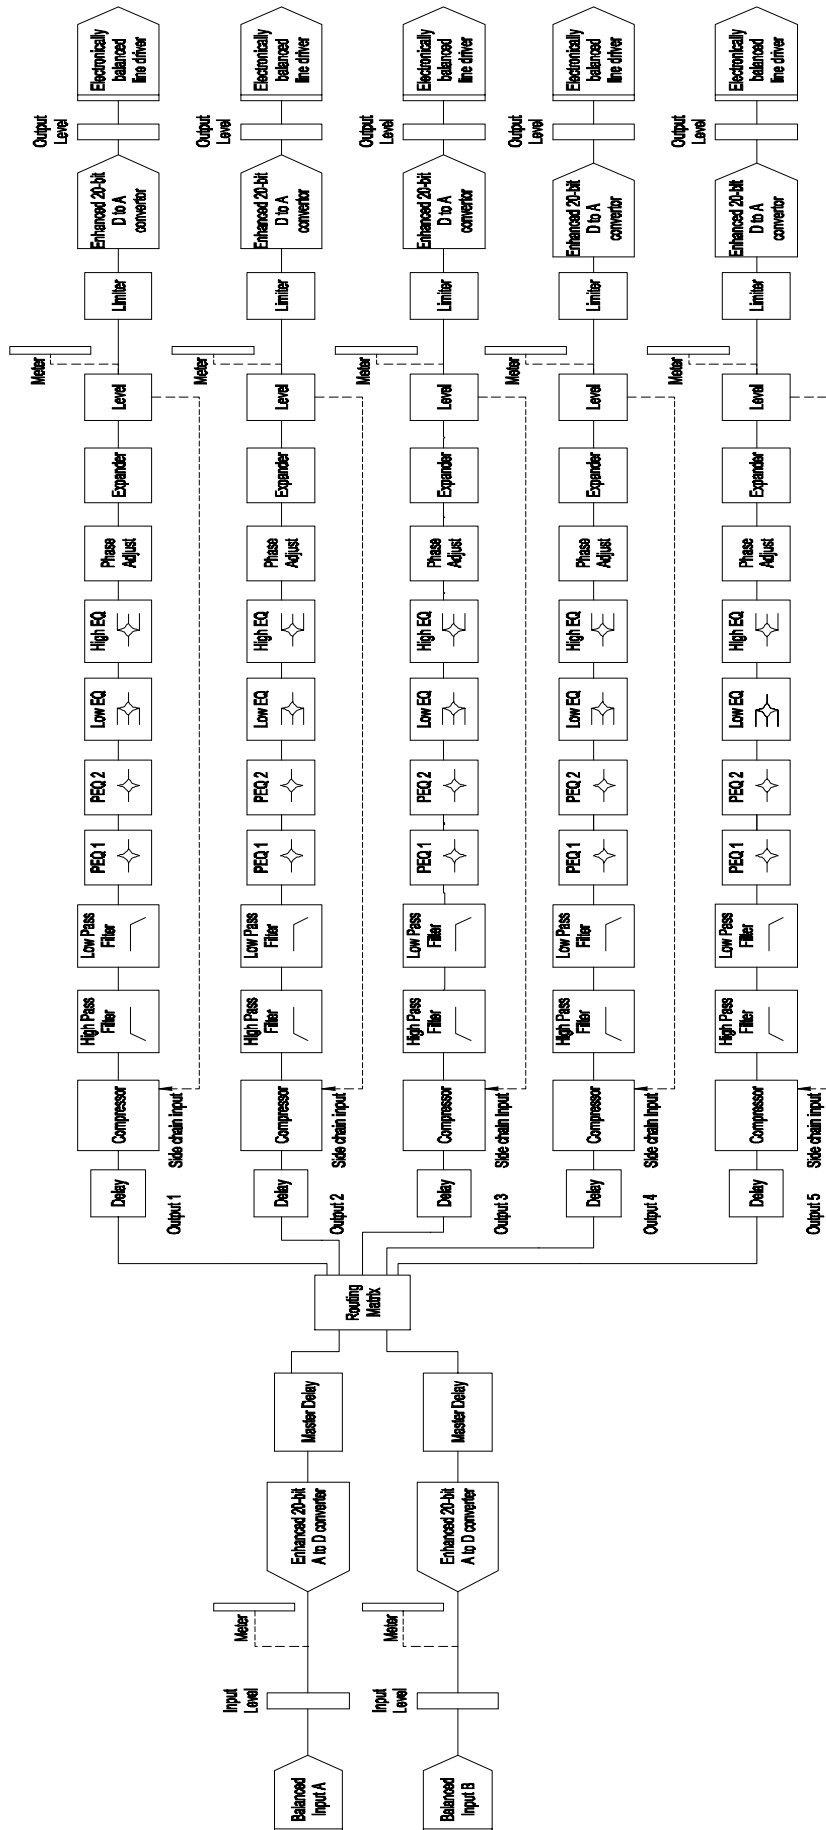 Balanced
Input A
Input
Level
Meter
Enhanced 20-bit
A to D converter
Master Delay
Balanced
Input B
Input
Level
Meter
Enhanced 20-bit
A to D converter
Master Delay
Routing
Matrix
Delay
Output 1
Compressor
Side chain input
High Pass
Filter
Low Pass
Filter
PEQ 1
PEQ 2
Low EQ
High EQ
Phase
Adjust
Expander
Level
Meter
Limiter
Enhanced 20-bit
D to A
convertor
Output
Level
Electronically
balanced
line driver
Delay
Output 2
Compressor
Side chain input
High Pass
Filter
Low Pass
Filter
PEQ 1
PEQ 2
Low EQ
High EQ
Phase
Adjust
Expander
Level
Meter
Limiter
Enhanced 20-bit
D to A
convertor
Output
Level
Electronically
balanced
line driver
Delay
Output 3
Compressor
Side chain input
High Pass
Filter
Low Pass
Filter
PEQ 1
PEQ 2
Low EQ
High EQ
Phase
Adjust
Expander
Level
Meter
Limiter
Enhanced 20-bit
D to A
convertor
Output
Level
Electronically
balanced
line driver
Delay
Output 4
Compressor
Side chain input
High Pass
Filter
Low Pass
Filter
PEQ 1
PEQ 2
Low EQ
High EQ
Phase
Adjust
Expander
Level
Meter
Limiter
Enhanced 20-bit
D to A
convertor
Output
Level
Electronically
balanced
line driver
Delay
Output 5
Compressor
Side chain input
High Pass
Filter
Low Pass
Filter
PEQ 1
PEQ 2
Low EQ
High EQ
Phase
Adjust
Expander
Level
Meter
Limiter
Enhanced 20-bit
D to A
convertor
Output
Level
Electronically
balanced
line driver